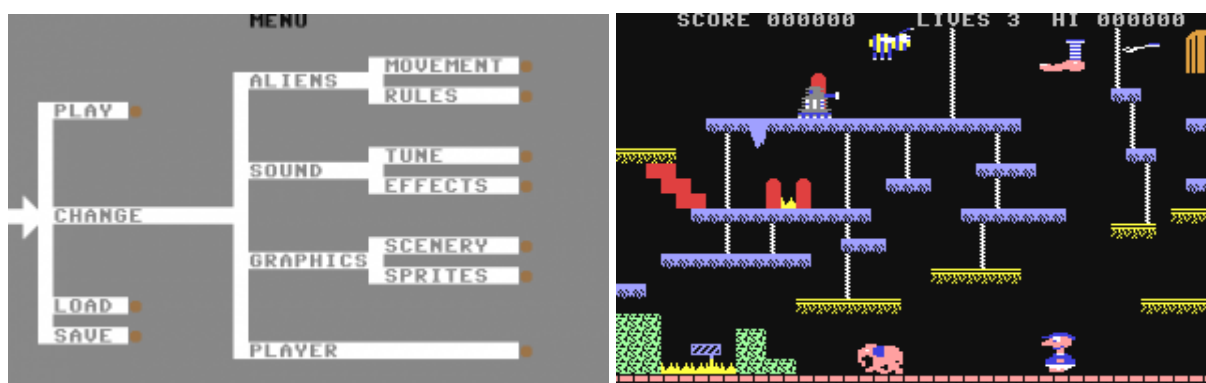 MENU
PLAY
CHANGE
LOAD
SAVE
ALIENS
MOVEMENT
RULES
SOUND
TUNE
EFFECTS
GRAPHICS
SCENERY
SPRITES
PLAYER
SCORE 000000 LIVES 3 HI 000000